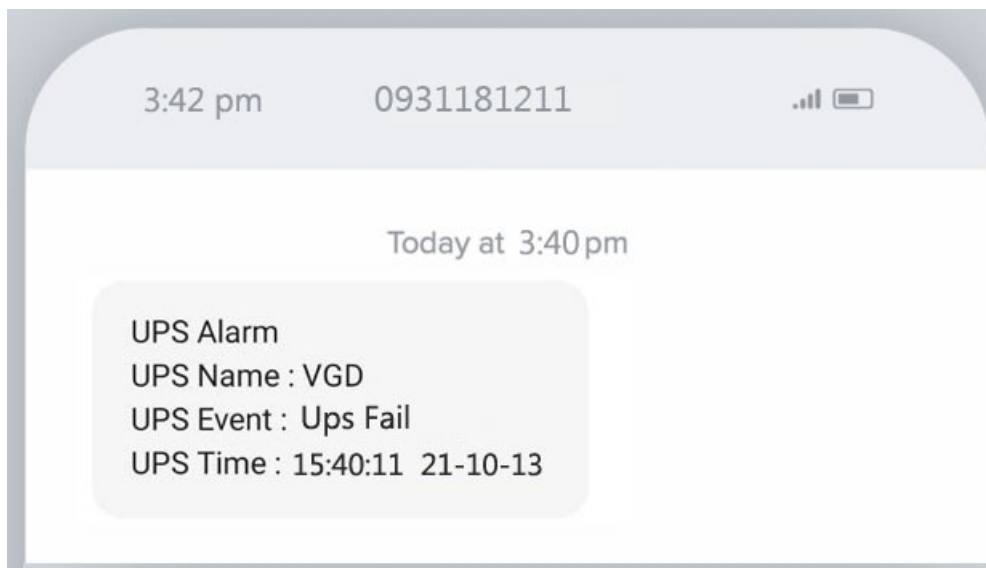 3:42 pm 0931181211
Today at 3:40 pm
UPS Alarm
UPS Name : VGD
UPS Event : Ups Fail
UPS Time : 15:40:11 21-10-13